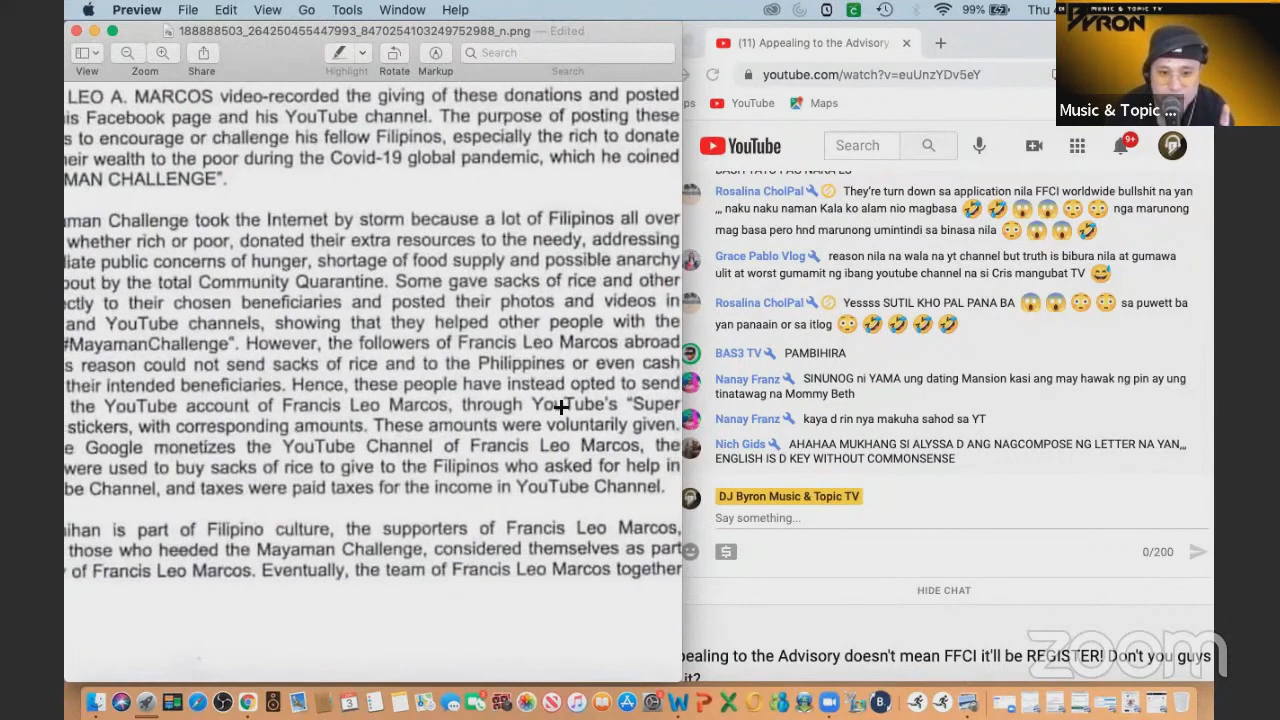 Preview File Edit View Go Tools Window Help
99% Thu
188888503_264250455447993_8470254103249752988_n.png — Edited
View Zoom Share Highlight Rotate Markup Search
Search
LEO A. MARCOS video-recorded the giving of these donations and posted
is Facebook page and his YouTube channel. The purpose of posting these
s to encourage or challenge his fellow Filipinos, especially the rich to donate
eir wealth to the poor during the Covid-19 global pandemic, which he coined
MAN CHALLENGE".
aman Challenge took the Internet by storm because a lot of Filipinos all over
whether rich or poor, donated their extra resources to the needy, addressing
liate public concerns of hunger, shortage of food supply and possible anarchy
out by the total Community Quarantine. Some gave sacks of rice and other
ectly to their chosen beneficiaries and posted their photos and videos in
and YouTube channels, showing that they helped other people with the
#MayamanChallenge". However, the followers of Francis Leo Marcos abroad
s reason could not send sacks of rice and to the Philippines or even cash
their intended beneficiaries. Hence, these people have instead opted to send
the YouTube account of Francis Leo Marcos, through YouTube's "Super
stickers, with corresponding amounts. These amounts were voluntarily given.
e Google monetizes the YouTube Channel of Francis Leo Marcos, the
were used to buy sacks of rice to give to the Filipinos who asked for help in
be Channel, and taxes were paid taxes for the income in YouTube Channel.
nihan is part of Filipino culture, the supporters of Francis Leo Marcos,
those who heeded the Mayaman Challenge, considered themselves as part
of Francis Leo Marcos. Eventually, the team of Francis Leo Marcos together
(11) Appealing to the Advisory
youtube.com/watch?v=euUnzYDv5eY
ps YouTube Maps
YouTube Search 9+
Rosalina CholPal They're turn down sa application nila FFCI worldwide bullshit na yan
,,, naku naku naman Kala ko alam nio magbasa nga marunong
mag basa pero hnd marunong umintindi sa binasa nila
Grace Pablo Vlog reason nila na wala na yt channel but truth is bibura nila at gumawa
ulit at worst gumamit ng ibang youtube channel na si Cris mangubat TV
Rosalina CholPal Yessss SUTIL KHO PAL PANA BA sa puwett ba
yan panaain or sa itlog
BAS3 TV PAMBIHIRA
Nanay Franz SINUNOG ni YAMA ung dating Mansion kasi ang may hawak ng pin ay ung
tinatawag na Mommy Beth
Nanay Franz kaya d rin nya makuha sahod sa YT
Nich Gids AHAHAA MUKHANG SI ALYSSA D ANG NAGCOMPOSE NG LETTER NA YAN,,,
ENGLISH IS D KEY WITHOUT COMMONSENSE
DJ Byron Music & Topic TV
Say something...
0/200
HIDE CHAT
pealing to the Advisory doesn't mean FFCI it'll be REGISTER! Don't you guys
it?
zoom
MUSIC & TOPIC TV
BYRON
Music & Topic ...